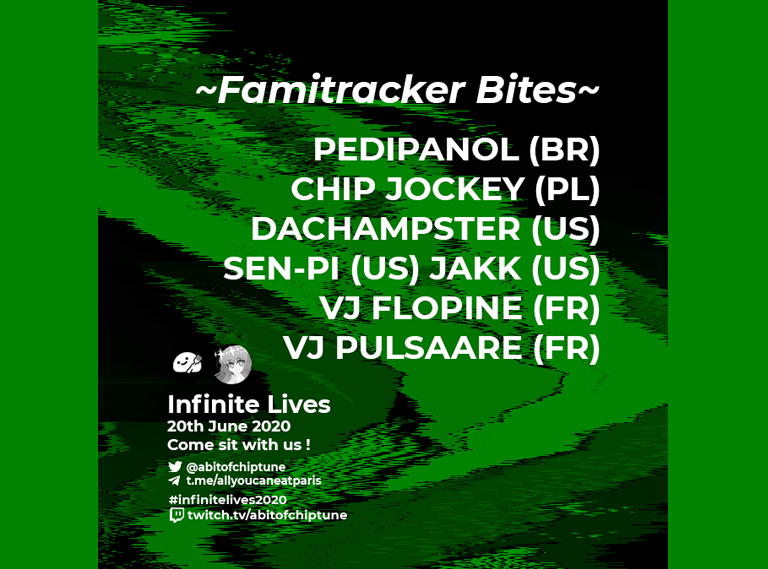 ~Famitracker Bites~
PEDIPANOL (BR)
CHIP JOCKEY (PL)
DACHAMPSTER (US)
SEN-PI (US) JAKK (US)
VJ FLOPINE (FR)
VJ PULSAARE (FR)
Infinite Lives
20th June 2020
Come sit with us !
@abitofchiptune
t.me/allyoucaneatparis
#infinitelives2020
twitch.tv/abitofchiptune